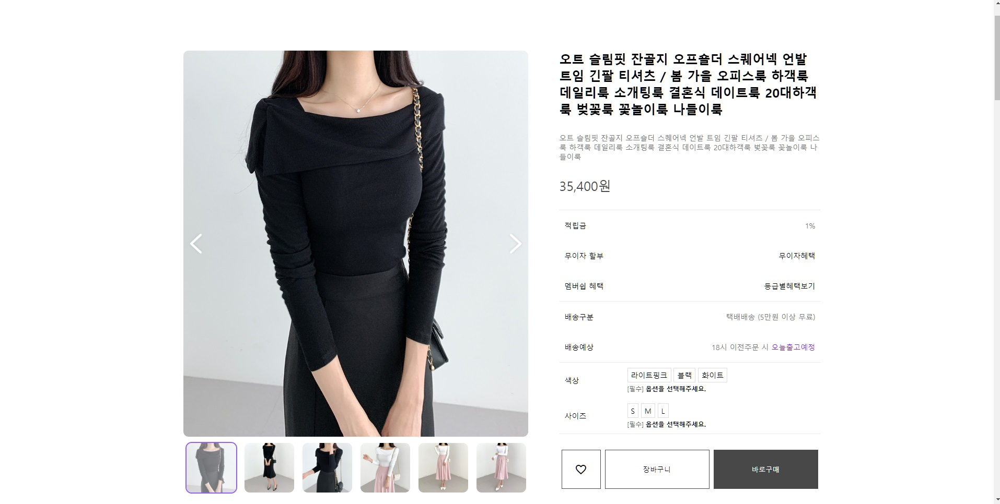 오트 슬림핏 잔골지 오프숄더 스퀘어넥 언발
트임 긴팔 티셔츠 / 봄 가을 오피스룩 하객룩
데일리룩 소개팅룩 결혼식 데이트룩 20대하객
룩 벚꽃룩 꽃놀이룩 나들이룩
오트 슬림핏 잔골지 오프숄더 스퀘어넥 언발 트임 긴팔 티셔츠 / 봄 가을 오피스
룩 하객룩 데일리룩 소개팅룩 결혼식 데이트룩 20대하객룩 벚꽃룩 꽃놀이룩 나
들이룩
35,400원
적립금 1%
무이자 할부 무이자혜택
멤버쉽 혜택 등급별혜택보기
배송구분 택배배송 (5만원 이상 무료)
배송예상 18시 이전주문 시 오늘출고예정
색상 라이트핑크 블랙 화이트
[필수] 옵션을 선택해주세요.
사이즈 S M L
[필수] 옵션을 선택해주세요.
장바구니 바로구매